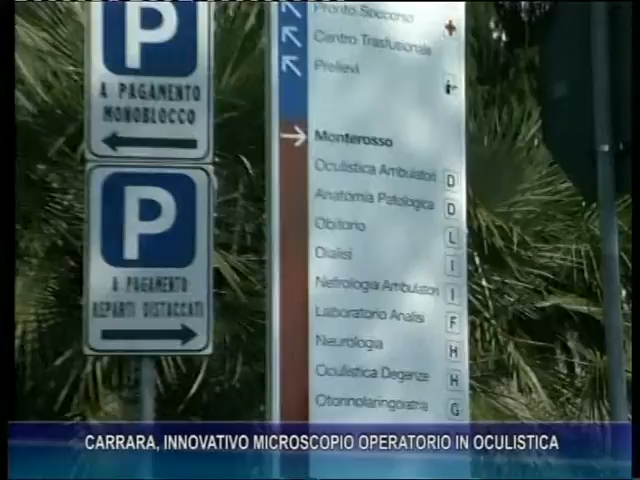 P
A PAGAMENTO
MONOBLOCCO
P
A PAGAMENTO
REPARTI DISTACCATI
Pronto Soccorso
Centro Trasfusionale
Prelievi
Monterosso
Oculistica Ambulatori D
Anatomia Patologica D
Obitorio L
Dialisi I
Nefrologia Ambulatori I
Laboratorio Analisi F
Neurologia H
Oculistica Degenze H
Otorinolaringoiatria G
CARRARA, INNOVATIVO MICROSCOPIO OPERATORIO IN OCULISTICA